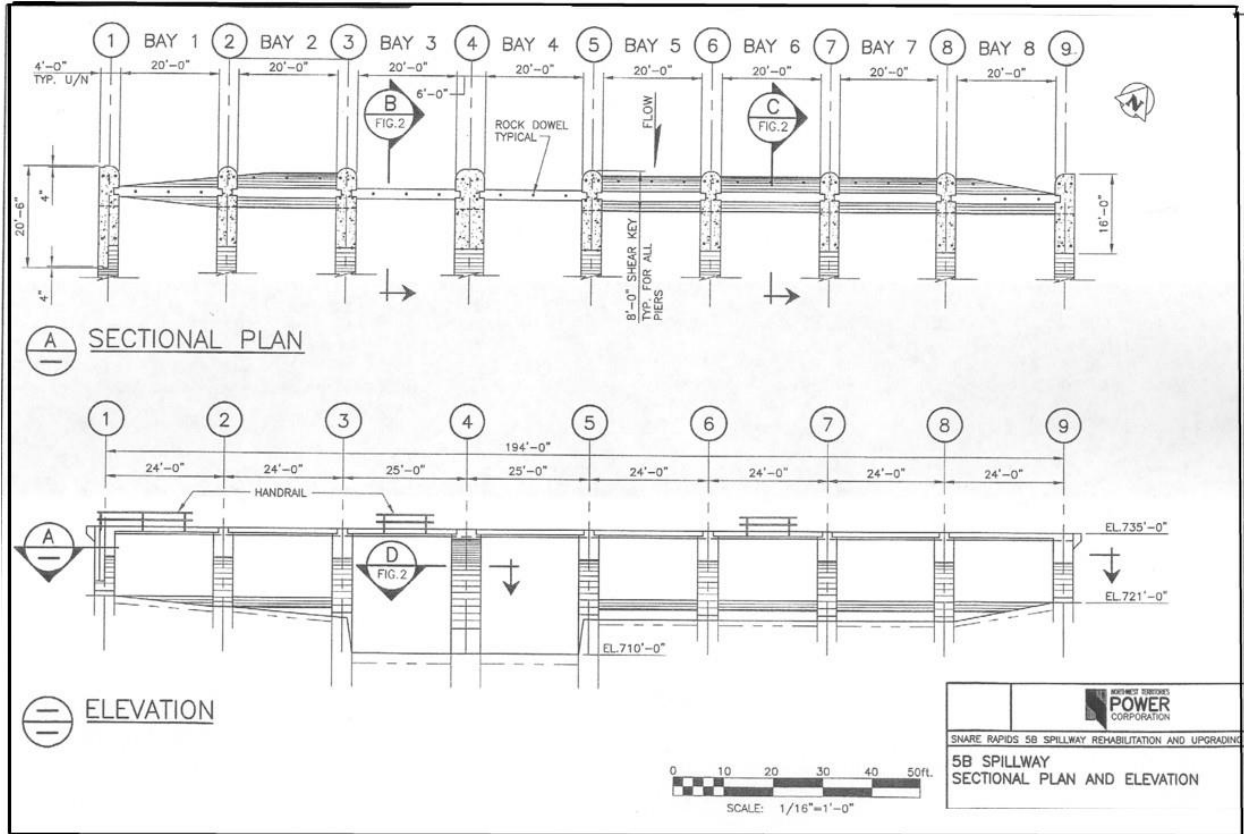 1 BAY 1 2 BAY 2 3 BAY 3 4 BAY 4 5 BAY 5 6 BAY 6 7 BAY 7 8 BAY 8 9
4'-0" 20'-0" 20'-0" 20'-0" 20'-0" 20'-0" 20'-0" 20'-0" 20'-0"
TYP. U/N
6'-0"
B
FIG.2
C
FIG.2
N
ROCK DOWEL
TYPICAL
FLOW
20'-6"
4"
4"
16'-0"
8'-0" SHEAR KEY
TYP. FOR ALL
PIERS
A
SECTIONAL PLAN
1 2 3 4 5 6 7 8 9
194'-0"
24'-0" 24'-0" 25'-0" 25'-0" 24'-0" 24'-0" 24'-0" 24'-0"
HANDRAIL
EL.735'-0"
A
D
FIG.2
EL.721'-0"
EL.710'-0"
ELEVATION
NORTHWEST TERRITORIES
POWER
CORPORATION
SNARE RAPIDS 5B SPILLWAY REHABILITATION AND UPGRADING
5B SPILLWAY
SECTIONAL PLAN AND ELEVATION
0 10 20 30 40 50ft.
SCALE: 1/16"=1'-0"